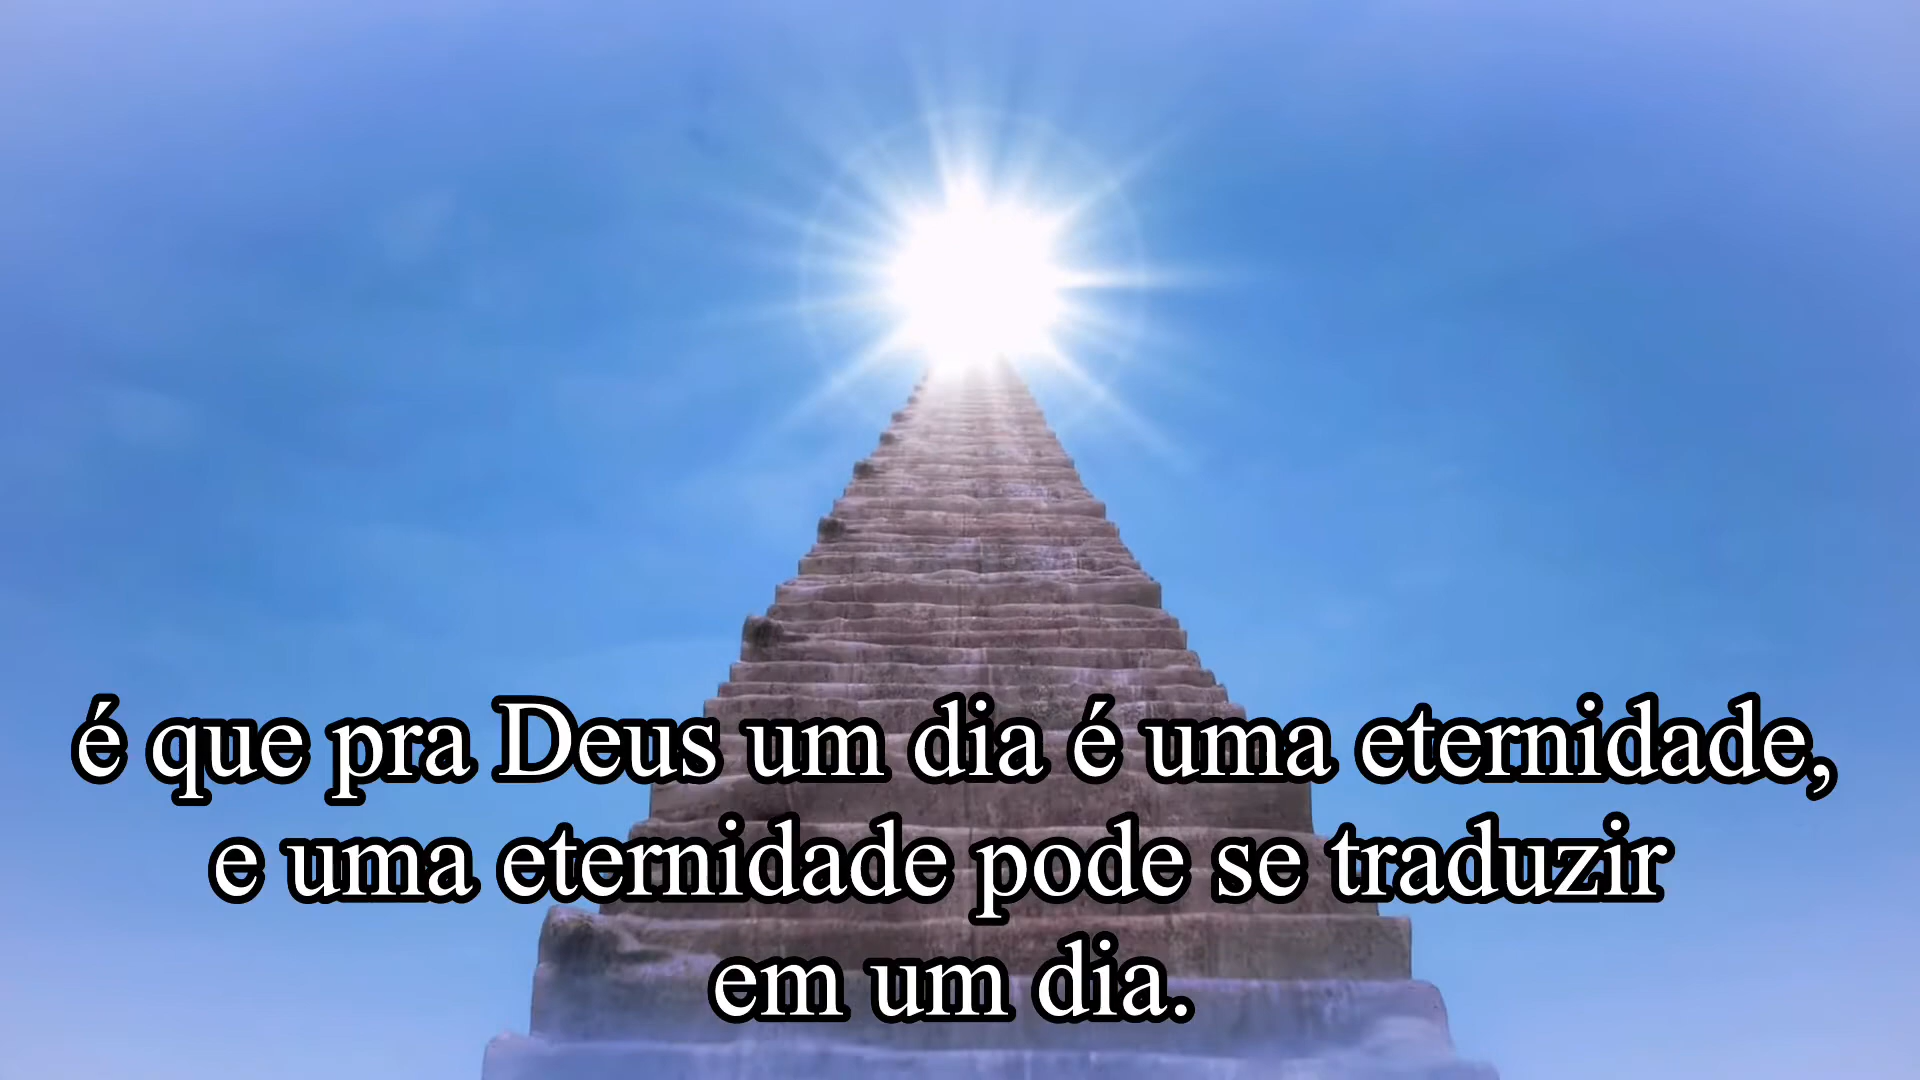 é que pra Deus um dia é uma eternidade,
e uma eternidade pode se traduzir
em um dia.